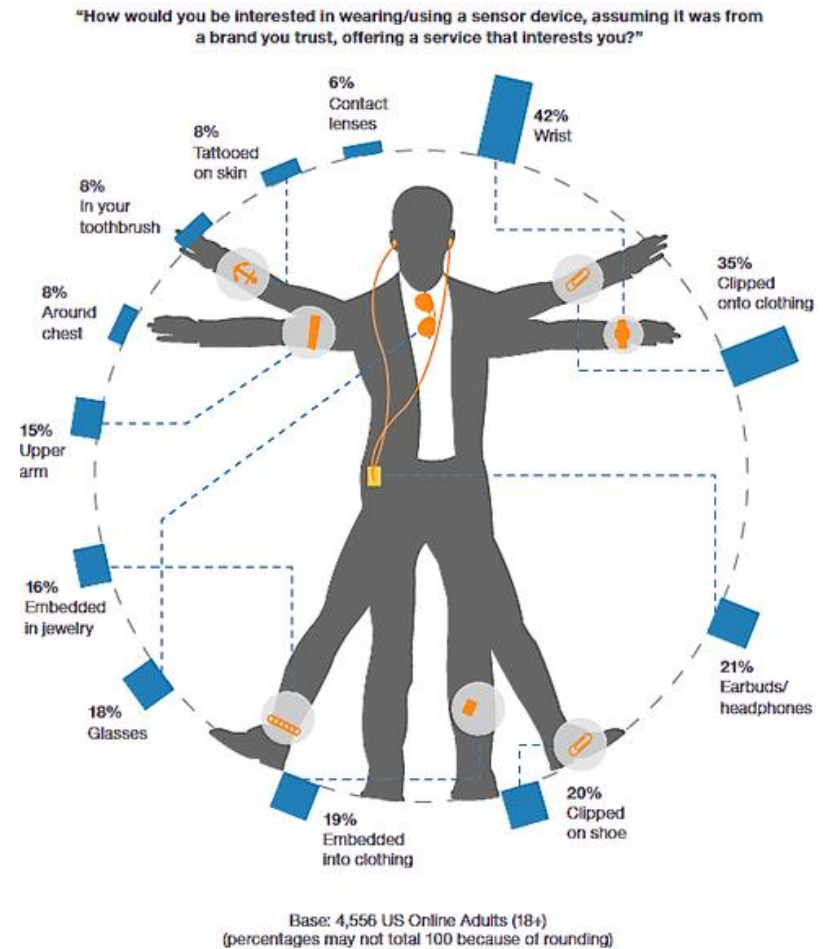 “How would you be interested in wearing/using a sensor device, assuming it was from
a brand you trust, offering a service that interests you?”
6%
Contact
lenses
42%
Wrist
8%
Tattooed
on skin
8%
In your
toothbrush
35%
Clipped
onto clothing
8%
Around
chest
15%
Upper
arm
16%
Embedded
in jewelry
21%
Earbuds/
headphones
18%
Glasses
20%
Clipped
on shoe
19%
Embedded
into clothing
Base: 4,556 US Online Adults (18+)
(percentages may not total 100 because of rounding)